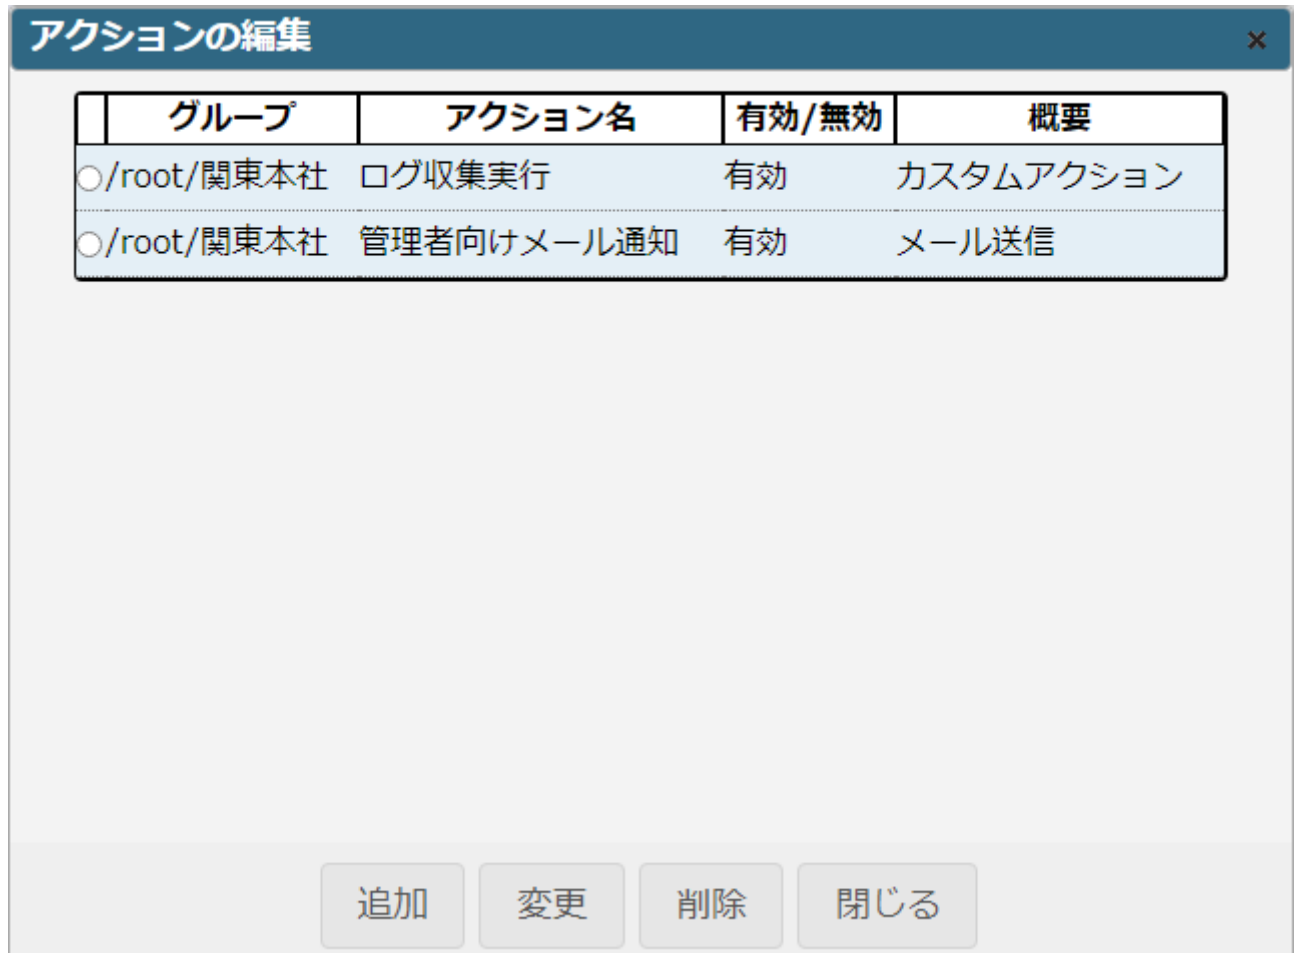 アクションの編集 ×
グループ アクション名 有効/無効 概要
/root/関東本社 ログ収集実行 有効 カスタムアクション
/root/関東本社 管理者向けメール通知 有効 メール送信
追加 変更 削除 閉じる